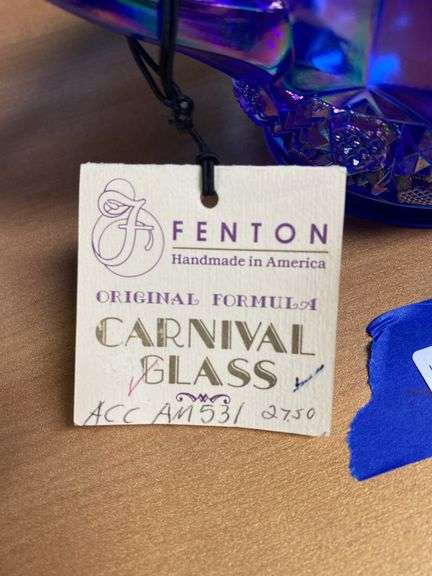 FENTON
Handmade in America
ORIGINAL FORMULA
CARNIVAL
GLASS
ACC AM531 2750